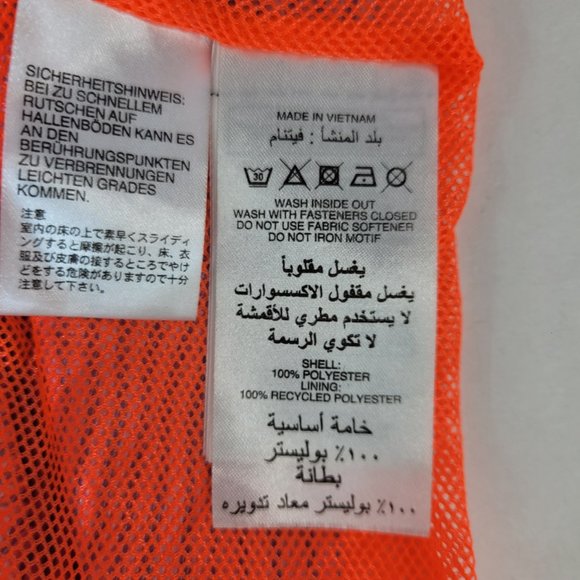 SICHERHEITSHINWEIS:
BEI ZU SCHNELLEM
RUTSCHEN AUF
HALLENBÖDEN KANN ES
AN DEN
BERÜHRUNGSPUNKTEN
ZU VERBRENNUNGEN
LEICHTEN GRADES
KOMMEN.
注意
室内の床の上で素早くスライディ
ングすると摩擦が起こり、床、衣
服及び皮膚の接するところでやけ
どをする危険がありますので十分
注意して下さい。
MADE IN VIETNAM
بلد المنشأ : فيتنام
30
WASH INSIDE OUT
WASH WITH FASTENERS CLOSED
DO NOT USE FABRIC SOFTENER
DO NOT IRON MOTIF
يغسل مقلوباً
يغسل مقفول الاكسسوارات
لا يستخدم مطري للأقمشة
لا تكوي الرسمة
SHELL:
100% POLYESTER
LINING:
100% RECYCLED POLYESTER
خامة أساسية
١٠٠٪ بوليستر
بطانة
١٠٠٪ بوليستر معاد تدويره